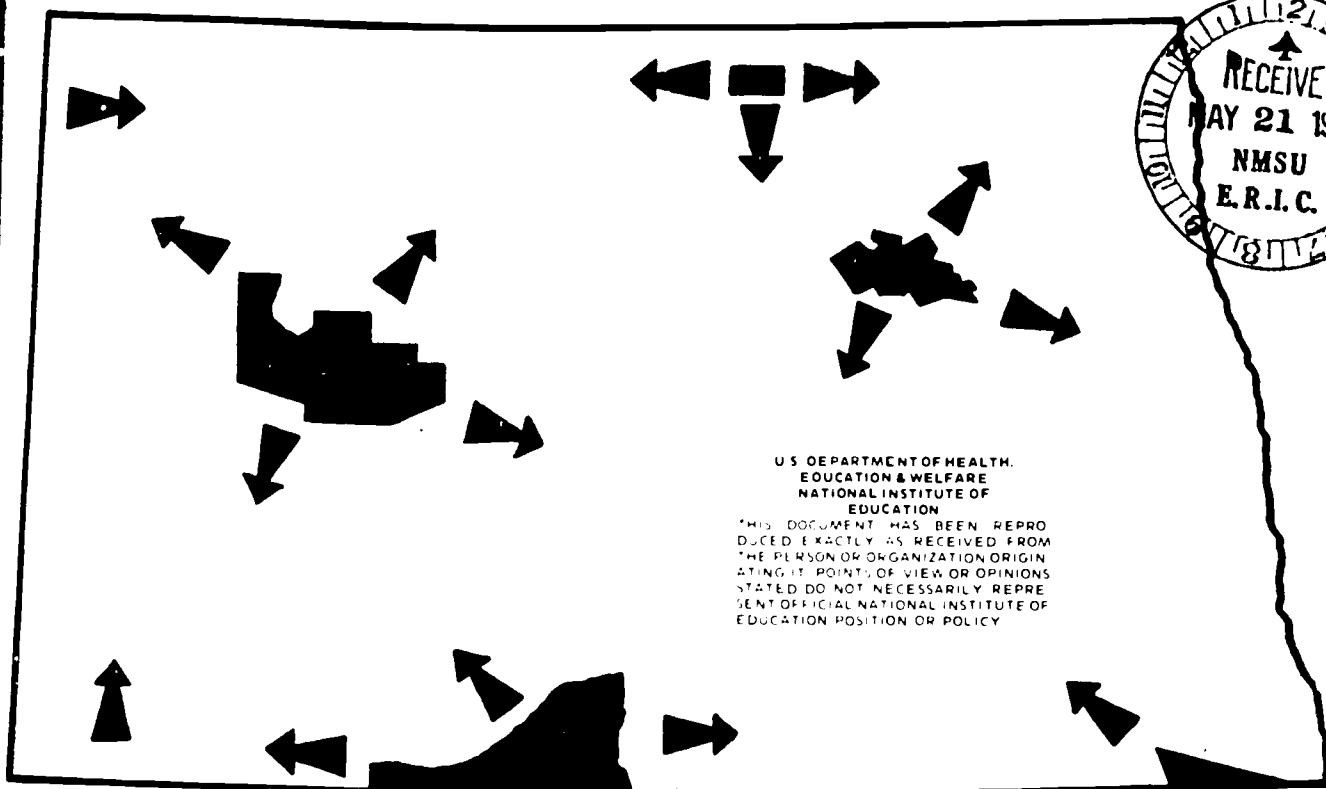 RECEIVE
MAY 21 19
NMSU
E.R.I.C.
U S DEPARTMENT OF HEALTH,
EDUCATION & WELFARE
NATIONAL INSTITUTE OF
EDUCATION
THIS DOCUMENT HAS BEEN REPRO
DUCED EXACTLY AS RECEIVED FROM
THE PERSON OR ORGANIZATION ORIGIN
ATING IT POINTS OF VIEW OR OPINIONS
STATED DO NOT NECESSARILY REPRE
SENT OFFICIAL NATIONAL INSTITUTE OF
EDUCATION POSITION OR POLICY